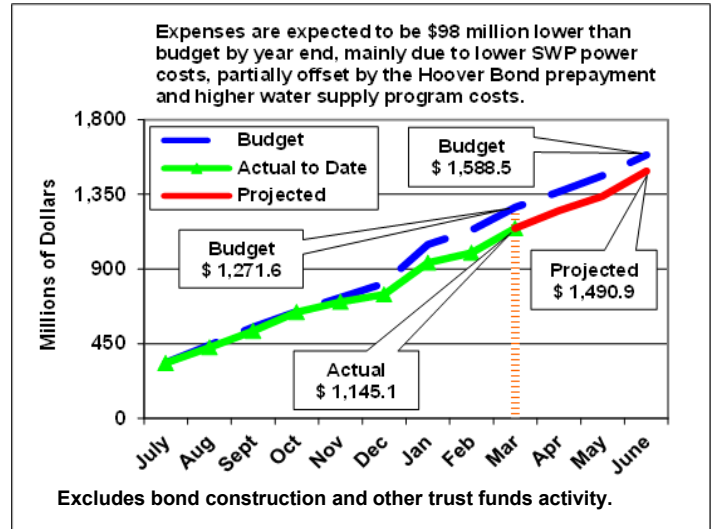 Expenses are expected to be $98 million lower than
budget by year end, mainly due to lower SWP power
costs, partially offset by the Hoover Bond prepayment
and higher water supply program costs.
1,800
1,350
900
450
0
Millions of Dollars
Budget
Actual to Date
Projected
Budget
$ 1,588.5
Budget
$ 1,271.6
Projected
$ 1,490.9
Actual
$ 1,145.1
July
Aug
Sept
Oct
Nov
Dec
Jan
Feb
Mar
Apr
May
June
Excludes bond construction and other trust funds activity.